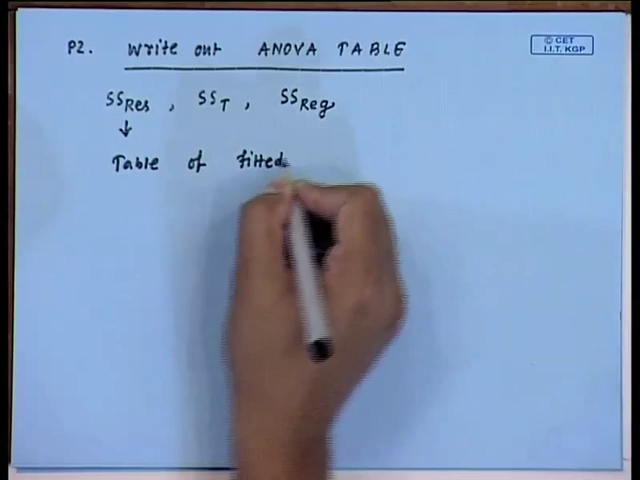 P2. Write out ANOVA TABLE
© CET
I.I.T. KGP
SSRes, SST, SSReg
↓
Table of fitted